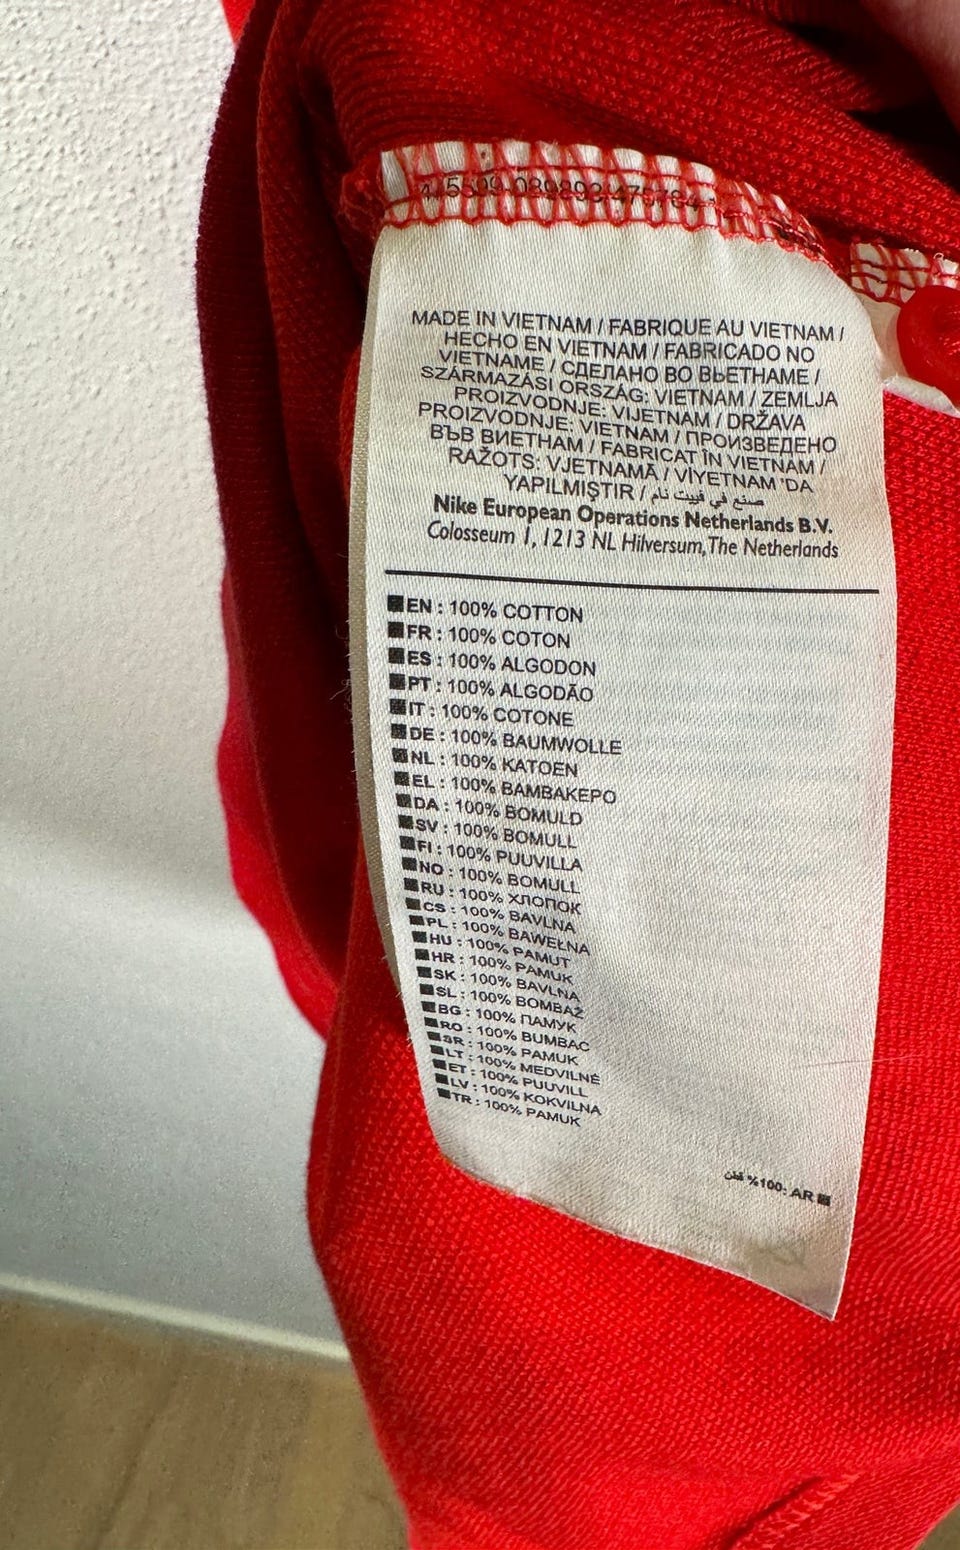 MADE IN VIETNAM / FABRIQUE AU VIETNAM /
HECHO EN VIETNAM / FABRICADO NO
VIETNAME / СДЕЛАНО ВО ВЬЕТНАМЕ /
SZÁRMAZÁSI ORSZÁG: VIETNAM / ZEMLJA
PROIZVODNJE: VIJETNAM / DRŽAVA
PROIZVODNJE: VIETNAM / ПРОИЗВЕДЕНО
ВЪВ ВИЕТНАМ / FABRICAT ÎN VIETNAM /
RAŽOTS: VJETNAMĀ / VİYETNAM 'DA
YAPILMIŞTIR / صنع في فييت نام
Nike European Operations Netherlands B.V.
Colosseum 1, 1213 NL Hilversum, The Netherlands
EN : 100% COTTON
FR : 100% COTON
ES : 100% ALGODON
PT : 100% ALGODÃO
IT : 100% COTONE
DE : 100% BAUMWOLLE
NL : 100% KATOEN
EL : 100% ΒΑΜΒΑΚΕΡΟ
DA : 100% BOMULD
SV : 100% BOMULL
FI : 100% PUUVILLA
NO : 100% BOMULL
RU : 100% ХЛОПОК
CS : 100% BAVLNA
PL : 100% BAWEŁNA
HU : 100% PAMUT
HR : 100% PAMUK
SK : 100% BAVLNA
SL : 100% BOMBAŽ
BG : 100% ПАМУК
RO : 100% BUMBAC
SR : 100% PAMUK
LT : 100% MEDVILNĖ
ET : 100% PUUVILL
LV : 100% KOKVILNA
TR : 100% PAMUK
AR :100% قطن